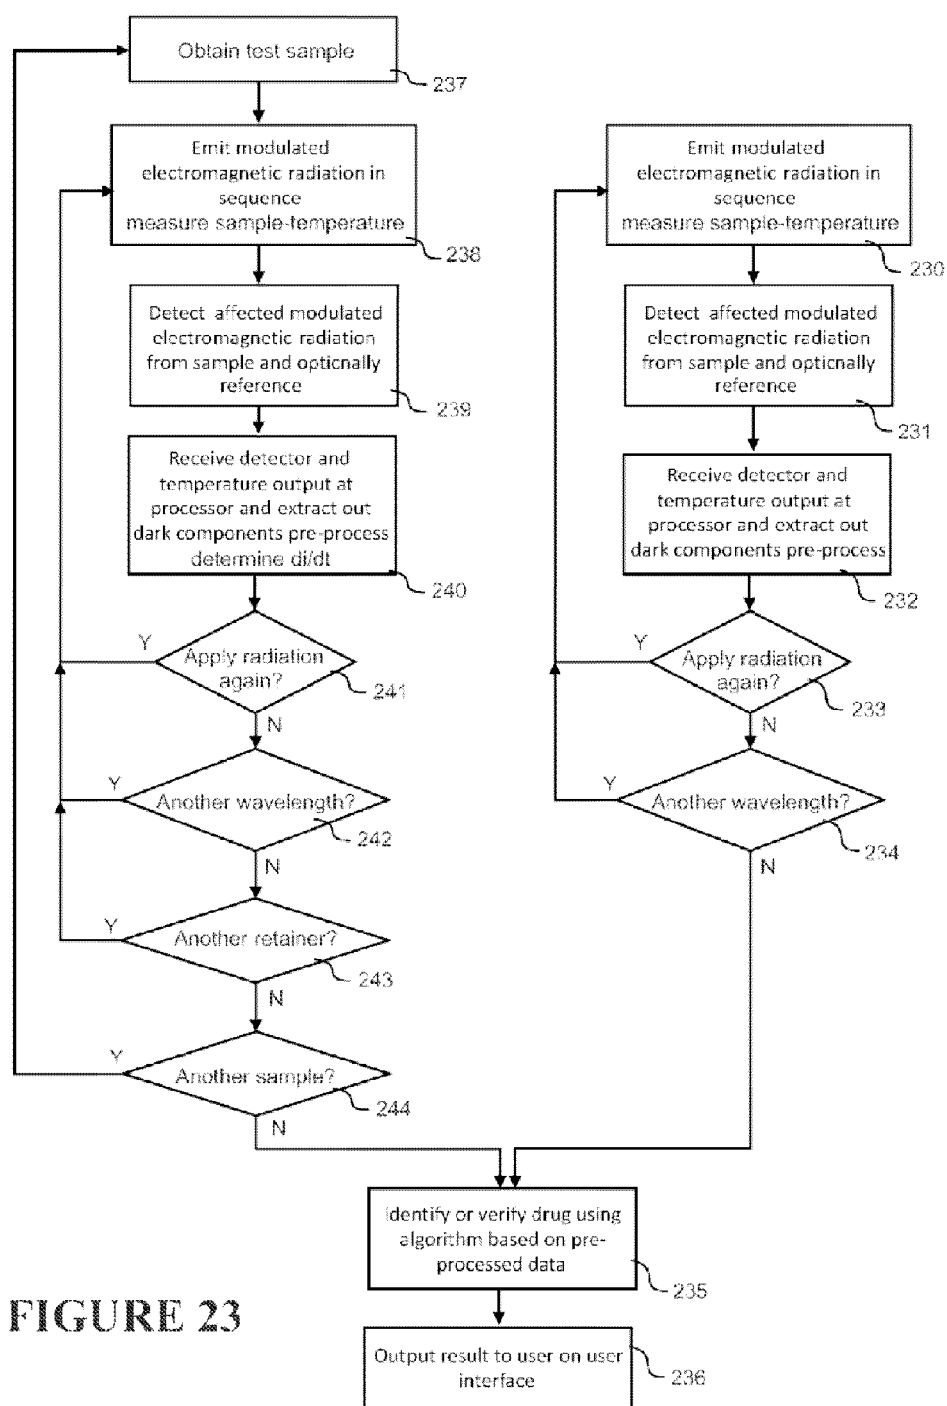 Obtain test sample
237
Emit modulated
electromagnetic radiation in
sequence
measure sample-temperature
238
Detect affected modulated
electromagnetic radiation
from sample and optionally
reference
239
Receive detector and
temperature output at
processor and extract out
dark components pre-process
determine di/dt
240
Y
Apply radiation
again?
241
N
Y
Another wavelength?
242
N
Y
Another retainer?
243
N
Y
Another sample?
244
N
Emit modulated
electromagnetic radiation in
sequence
measure sample-temperature
230
Detect affected modulated
electromagnetic radiation
from sample and optionally
reference
231
Receive detector and
temperature output at
processor and extract out
dark components pre-process
232
Y
Apply radiation
again?
233
N
Y
Another wavelength?
234
N
Identify or verify drug using
algorithm based on pre-
processed data
235
Output result to user on user
interface
236
FIGURE 23